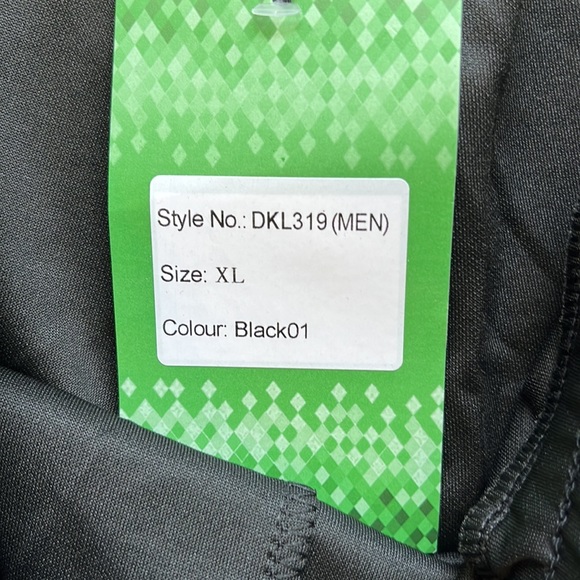 Style No.: DKL319(MEN)
Size: XL
Colour: Black01